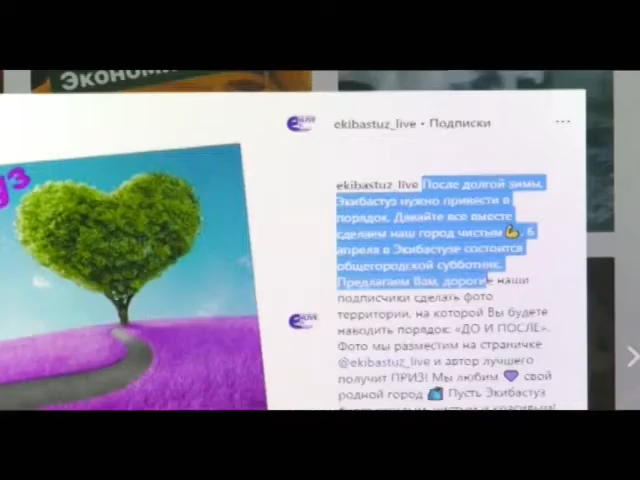 Эконом
уз
ekibastuz_live • Подписки
ekibastuz_live После долгой зимы,
Экибастуз нужно привести в
порядок. Давайте все вместе
сделаем наш город чистым💪. 6
апреля в Экибастузе состоится
общегородской субботник.
Предлагаем Вам, дорогие наши
подписчики сделать фото
территории, на которой Вы будете
наводить порядок: «ДО И ПОСЛЕ».
Фото мы разместим на страничке
@ekibastuz_live и автор лучшего
получит ПРИЗ! Мы любим 💜 свой
родной город Пусть Экибастуз